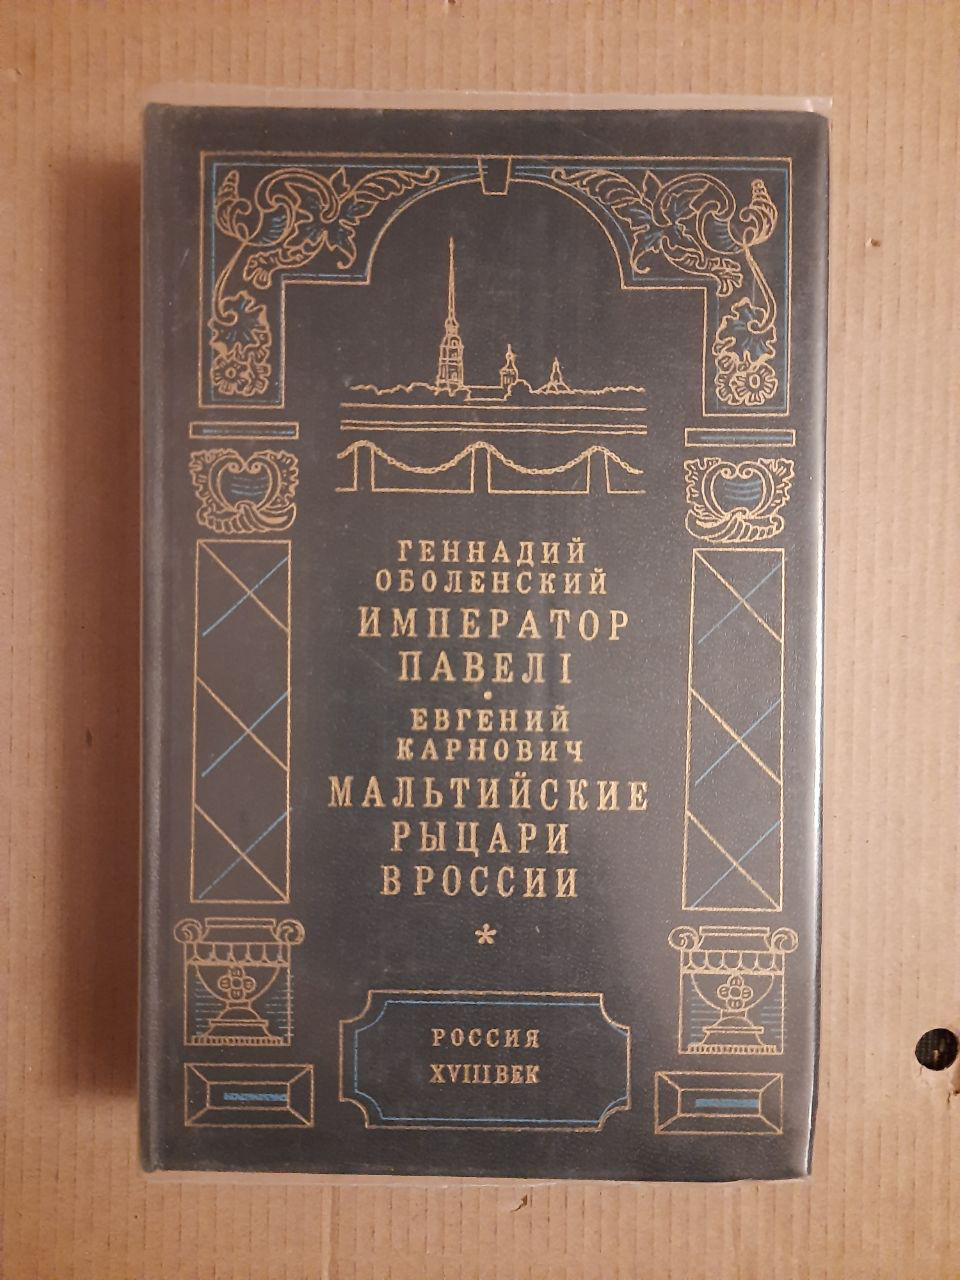 ГЕННАДИЙ
ОБОЛЕНСКИЙ
ИМПЕРАТОР
ПАВЕЛ I
•
ЕВГЕНИЙ
КАРНОВИЧ
МАЛЬТИЙСКИЕ
РЫЦАРИ
В РОССИИ
*
РОССИЯ
XVIII ВЕК